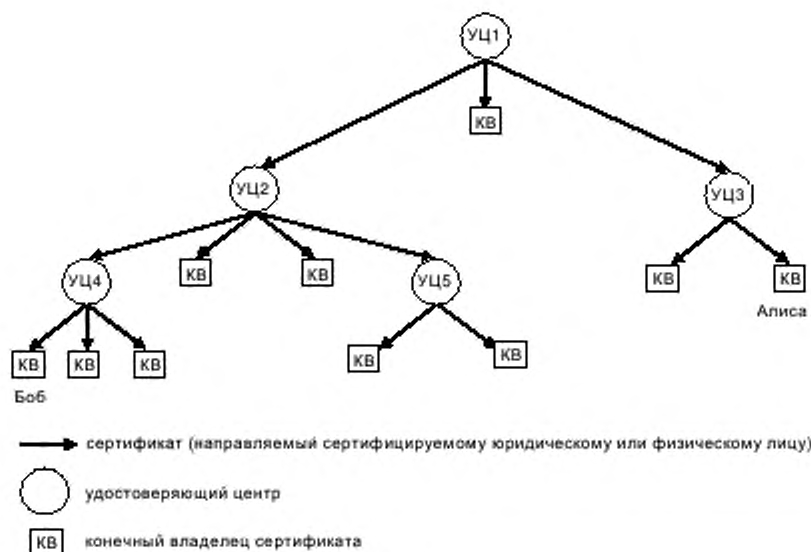 УЦ1
КВ
УЦ2
УЦ3
УЦ4
КВ
КВ
УЦ5
КВ
КВ
Алиса
КВ
КВ
КВ
КВ
КВ
Боб
сертификат (направляемый сертифицируемому юридическому или физическому лицу)
удостоверяющий центр
КВ конечный владелец сертификата